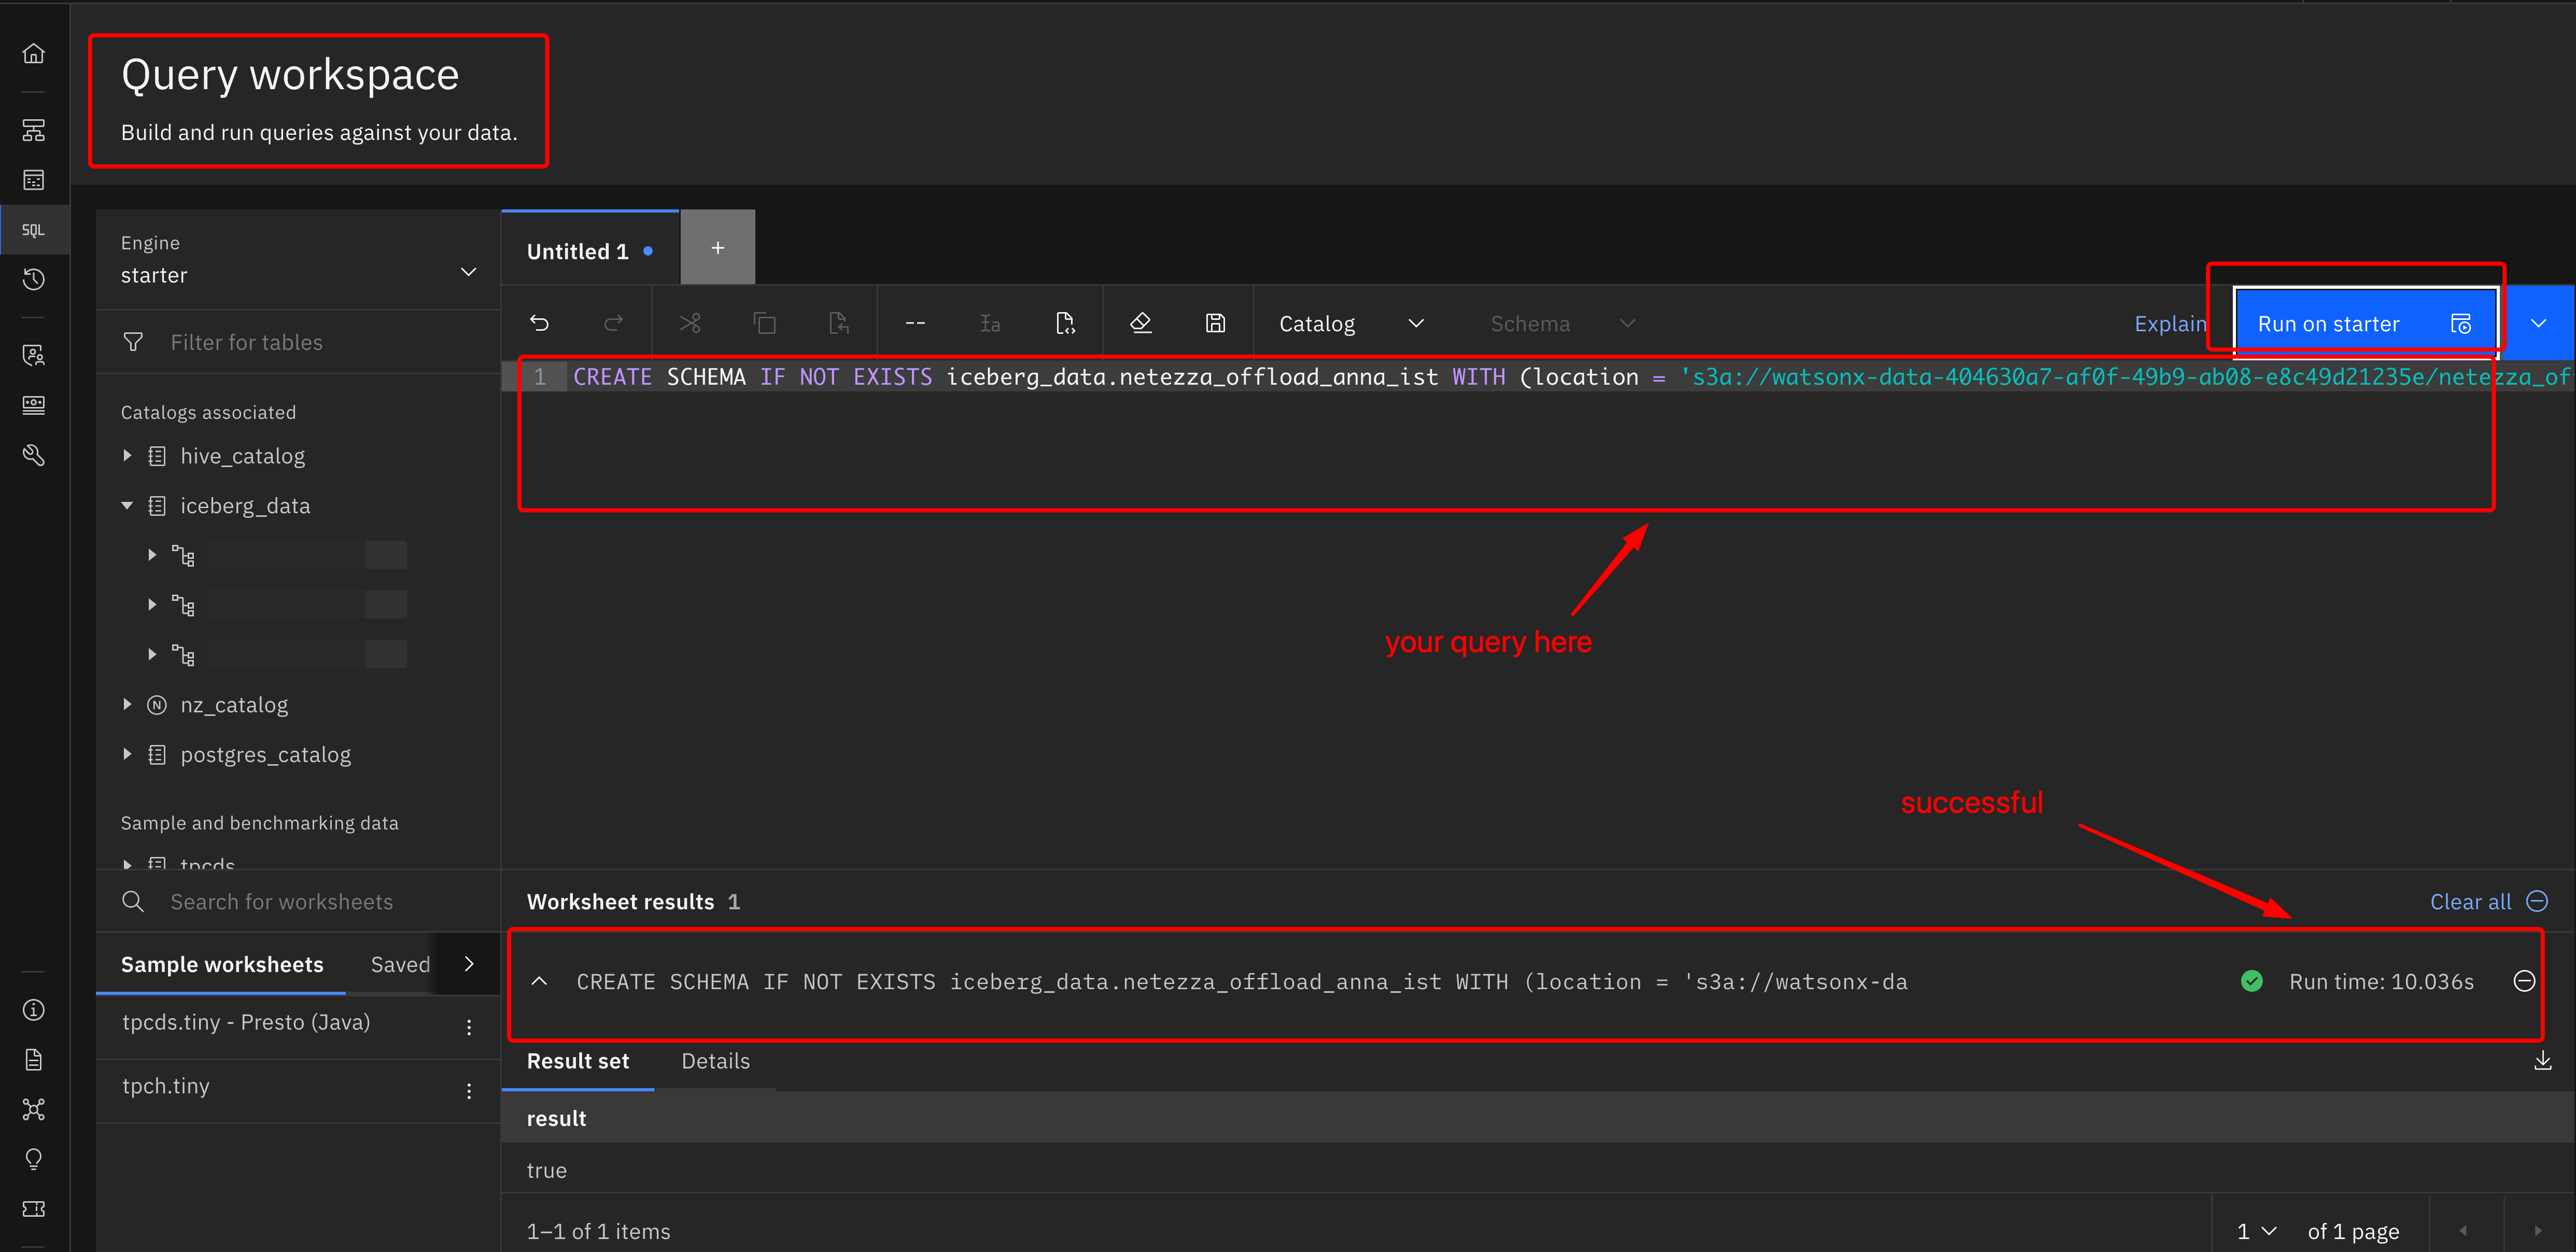 Query workspace
Build and run queries against your data.
SQL
Engine
starter
Filter for tables
Catalogs associated
hive_catalog
iceberg_data
nz_catalog
postgres_catalog
Sample and benchmarking data
tpcds
Search for worksheets
Sample worksheets Saved
tpcds.tiny - Presto (Java)
tpch.tiny
Untitled 1
+
-- Ia Catalog Schema Explain Run on starter
1 CREATE SCHEMA IF NOT EXISTS iceberg_data.netezza_offload_anna_ist WITH (location = 's3a://watsonx-data-404630a7-af0f-49b9-ab08-e8c49d21235e/netezza_of
your query here
successful
Worksheet results 1 Clear all
CREATE SCHEMA IF NOT EXISTS iceberg_data.netezza_offload_anna_ist WITH (location = 's3a://watsonx-da Run time: 10.036s
Result set Details
result
true
1–1 of 1 items 1 of 1 page